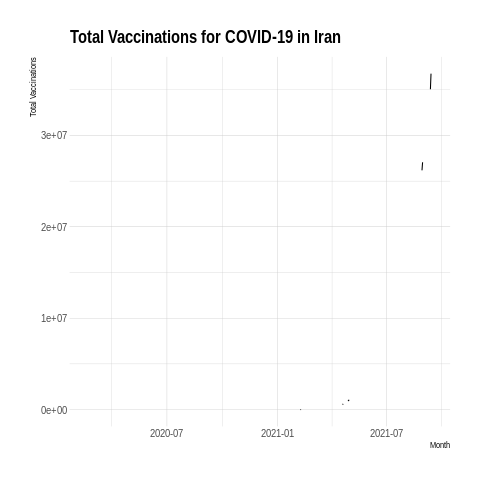 Total Vaccinations for COVID-19 in Iran
Total Vaccinations
3e+07
2e+07
1e+07
0e+00
2020-07 2021-01 2021-07
Month